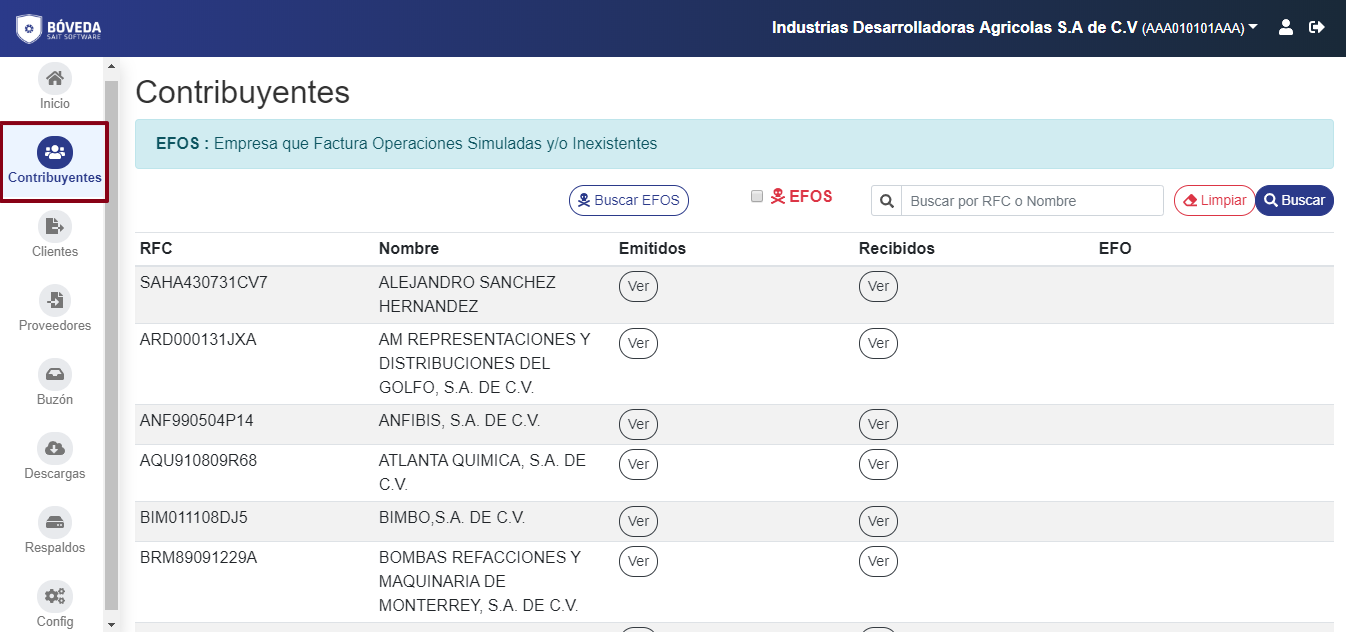 BÓVEDA
SAIT SOFTWARE
Industrias Desarrolladoras Agricolas S.A de C.V (AAA010101AAA)
Inicio
Contribuyentes
Clientes
Proveedores
Buzón
Descargas
Respaldos
Config
Contribuyentes
EFOS : Empresa que Factura Operaciones Simuladas y/o Inexistentes
Buscar EFOS EFOS Buscar por RFC o Nombre Limpiar Buscar
RFC Nombre Emitidos Recibidos EFO
SAHA430731CV7 ALEJANDRO SANCHEZ Ver Ver
HERNANDEZ
ARD000131JXA AM REPRESENTACIONES Y Ver Ver
DISTRIBUCIONES DEL
GOLFO, S.A. DE C.V.
ANF990504P14 ANFIBIS, S.A. DE C.V. Ver Ver
AQU910809R68 ATLANTA QUIMICA, S.A. DE Ver Ver
C.V.
BIM011108DJ5 BIMBO,S.A. DE C.V. Ver Ver
BRM89091229A BOMBAS REFACCIONES Y Ver Ver
MAQUINARIA DE
MONTERREY, S.A. DE C.V.